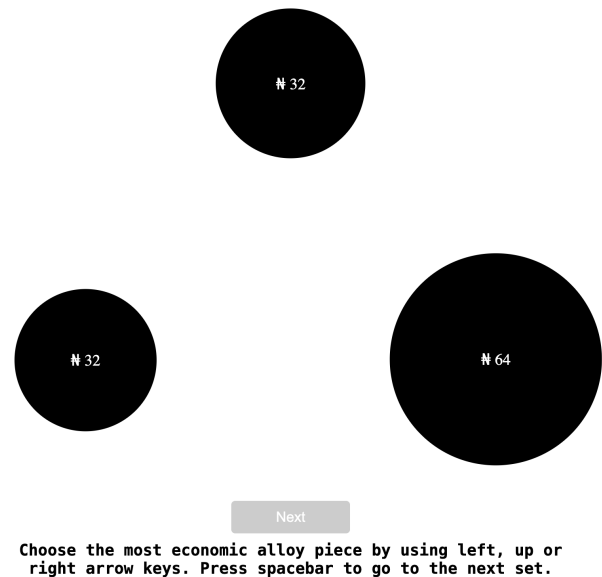 ₦ 32
₦ 32
₦ 64
Next
Choose the most economic alloy piece by using left, up or
right arrow keys. Press spacebar to go to the next set.